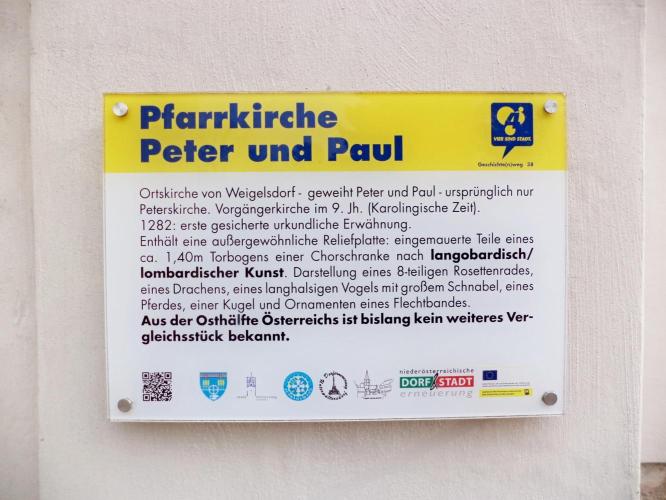 Pfarrkirche
Peter und Paul
4
VIER SIND STADT.
Geschichte(n)weg 38
Ortskirche von Weigelsdorf - geweiht Peter und Paul - ursprünglich nur
Peterskirche. Vorgängerkirche im 9. Jh. (Karolingische Zeit).
1282: erste gesicherte urkundliche Erwähnung.
Enthält eine außergewöhnliche Reliefplatte: eingemauerte Teile eines
ca. 1,40m Torbogens einer Chorschranke nach langobardisch/
lombardischer Kunst. Darstellung eines 8-teiligen Rosettenrades,
eines Drachens, eines langhalsigen Vogels mit großem Schnabel, eines
Pferdes, einer Kugel und Ornamenten eines Flechtbandes.
Aus der Osthälfte Österreichs ist bislang kein weiteres Ver-
gleichsstück bekannt.
niederösterreichische
DORF STADT
erneuerung